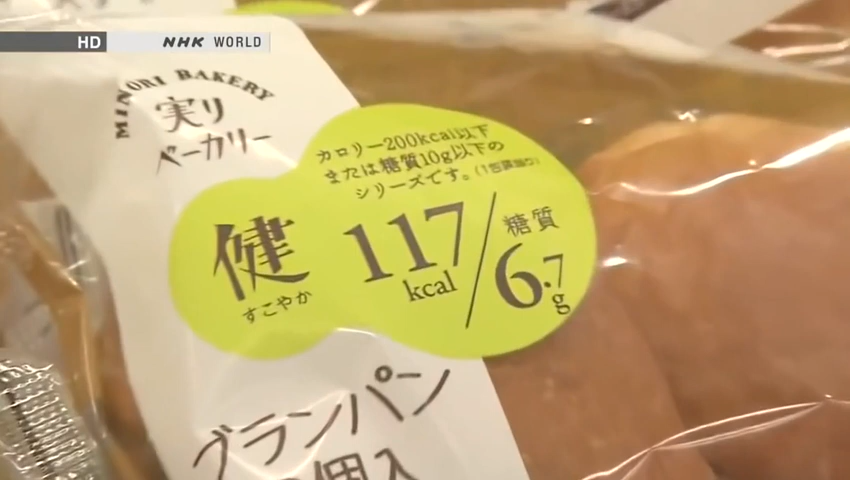 HD
NHK WORLD
MINORI BAKERY
実り
ベーカリー
カロリー200kcal以下
または糖質10g以下の
シリーズです。(1包装当り)
健
すこやか
117
kcal
/
糖質
6.7
g
ブランパン
個入